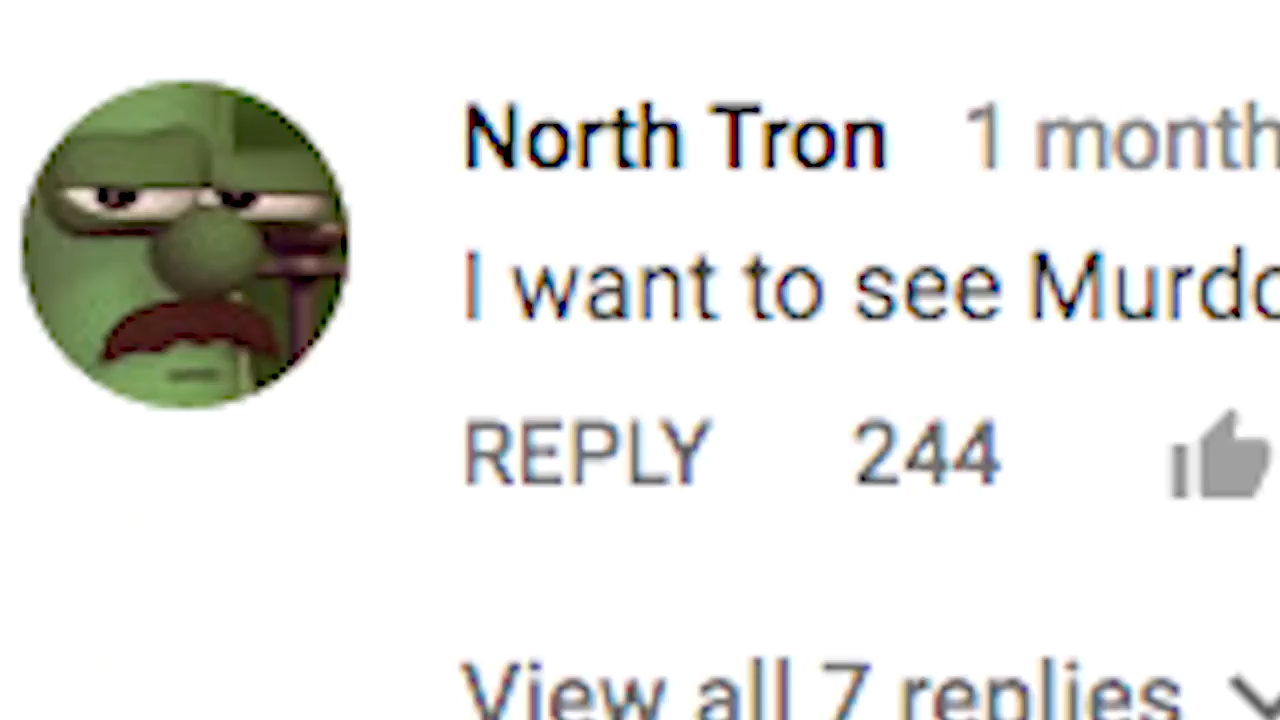 North Tron 1 month
I want to see Murdo
REPLY 244
View all 7 replies